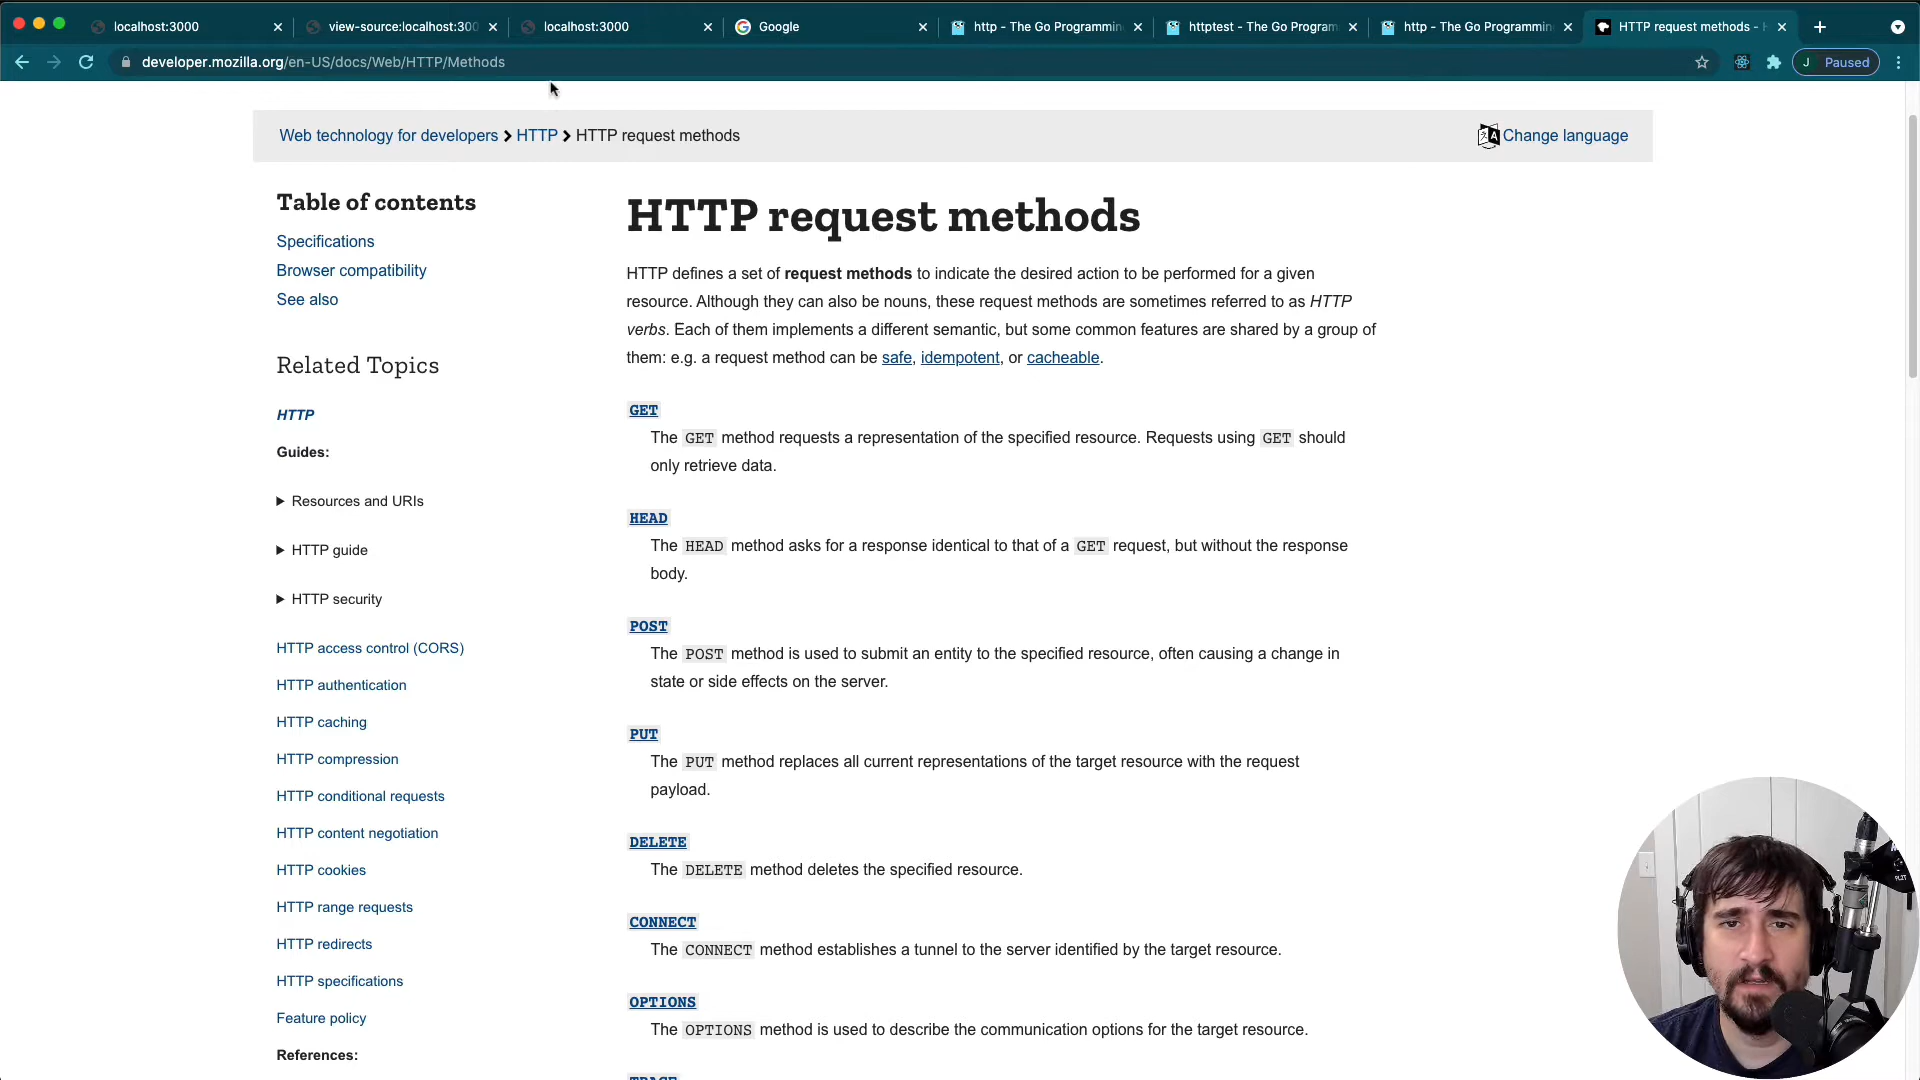 localhost:3000
view-source:localhost:300
localhost:3000
Google
http - The Go Programmin
httptest - The Go Program
http - The Go Programmin
HTTP request methods -
developer.mozilla.org/en-US/docs/Web/HTTP/Methods
J Paused
Web technology for developers > HTTP > HTTP request methods
Change language
Table of contents
Specifications
Browser compatibility
See also
Related Topics
HTTP
Guides:
Resources and URIs
HTTP guide
HTTP security
HTTP access control (CORS)
HTTP authentication
HTTP caching
HTTP compression
HTTP conditional requests
HTTP content negotiation
HTTP cookies
HTTP range requests
HTTP redirects
HTTP specifications
Feature policy
References:
HTTP request methods
HTTP defines a set of request methods to indicate the desired action to be performed for a given
resource. Although they can also be nouns, these request methods are sometimes referred to as HTTP
verbs. Each of them implements a different semantic, but some common features are shared by a group of
them: e.g. a request method can be safe, idempotent, or cacheable.
GET
The GET method requests a representation of the specified resource. Requests using GET should
only retrieve data.
HEAD
The HEAD method asks for a response identical to that of a GET request, but without the response
body.
POST
The POST method is used to submit an entity to the specified resource, often causing a change in
state or side effects on the server.
PUT
The PUT method replaces all current representations of the target resource with the request
payload.
DELETE
The DELETE method deletes the specified resource.
CONNECT
The CONNECT method establishes a tunnel to the server identified by the target resource.
OPTIONS
The OPTIONS method is used to describe the communication options for the target resource.
TRACE